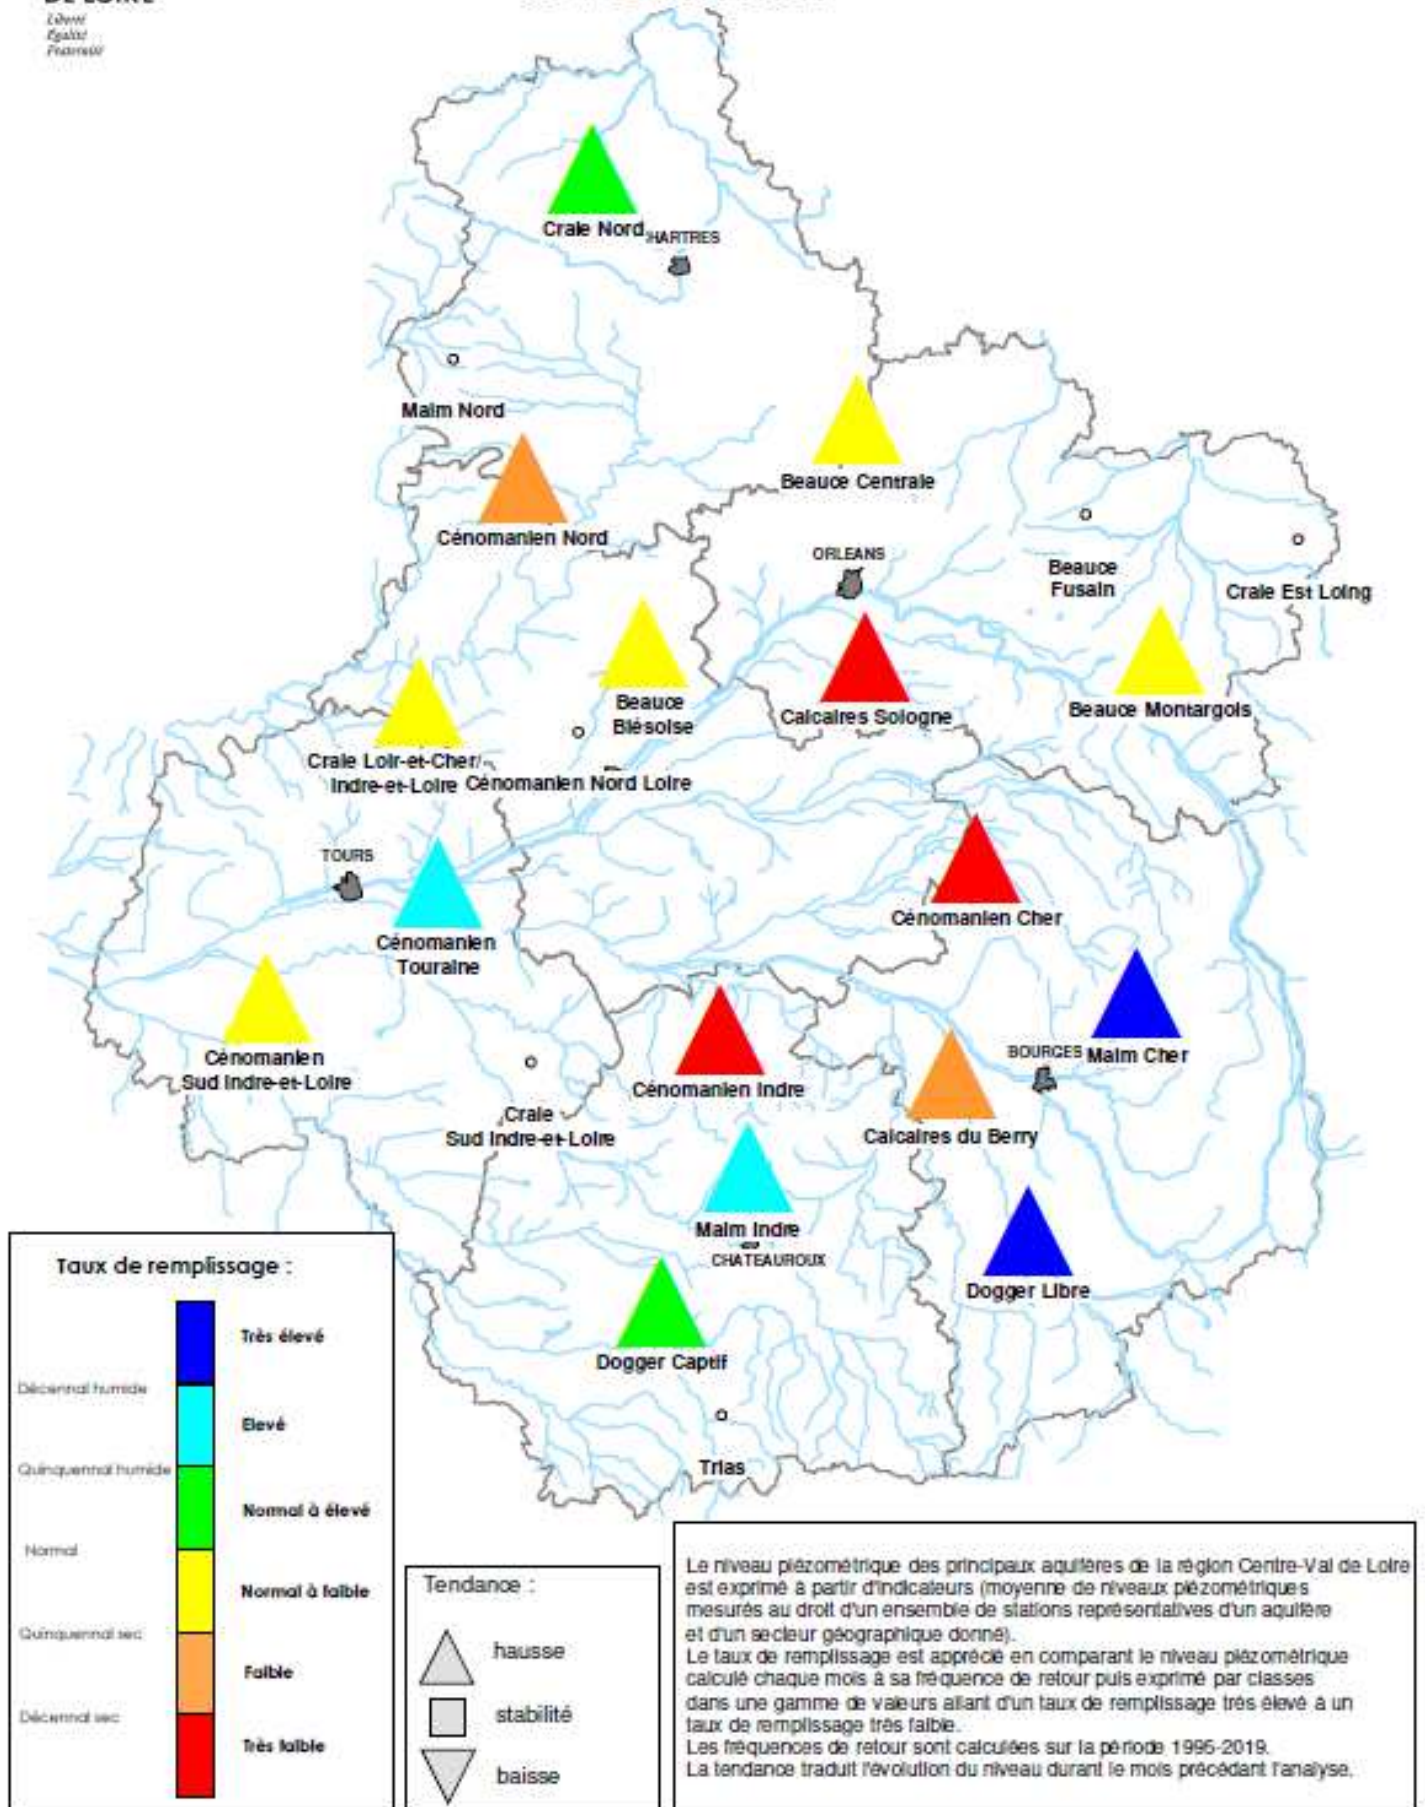 DE LOIRE
Liberté
Égalité
Fraternité
Craie Nord
HARTRES
Malm Nord
Beauce Centrale
Cénomanien Nord
ORLEANS
Beauce
Fusain
Craie Est Loing
Beauce
Blésoise
Calcaires Sologne
Beauce Montargois
Craie Loir-et-Cher/
Indre-et-Loire
Cénomanien Nord Loire
TOURS
Cénomanien
Touraine
Cénomanien Cher
Cénomanien
Sud Indre-et-Loire
Cénomanien Indre
BOURGES
Malm Cher
Craie
Sud Indre-et-Loire
Calcaires du Berry
Malm Indre
CHATEAUROUX
Dogger Libre
Dogger Captif
Trias
Taux de remplissage :
Très élevé
Décennal humide
Elevé
Quinquennal humide
Normal à élevé
Normal
Normal à faible
Quinquennal sec
Faible
Décennal sec
Très faible
Tendance :
hausse
stabilité
baisse
Le niveau piézométrique des principaux aquifères de la région Centre-Val de Loire
est exprimé à partir d'indicateurs (moyenne de niveaux piézométriques
mesurés au droit d'un ensemble de stations représentatives d'un aquifère
et d'un secteur géographique donné).
Le taux de remplissage est apprécié en comparant le niveau piézométrique
calculé chaque mois à sa fréquence de retour puis exprimé par classes
dans une gamme de valeurs allant d'un taux de remplissage très élevé à un
taux de remplissage très faible.
Les fréquences de retour sont calculées sur la période 1995-2019.
La tendance traduit l'évolution du niveau durant le mois précédant l'analyse.